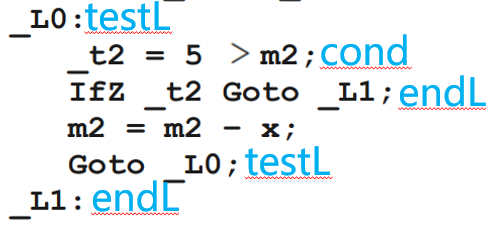 _L0:testL
_t2 = 5 > m2;cond
IfZ _t2 Goto _L1;endL
m2 = m2 - x;
Goto _L0;testL
_L1:endL